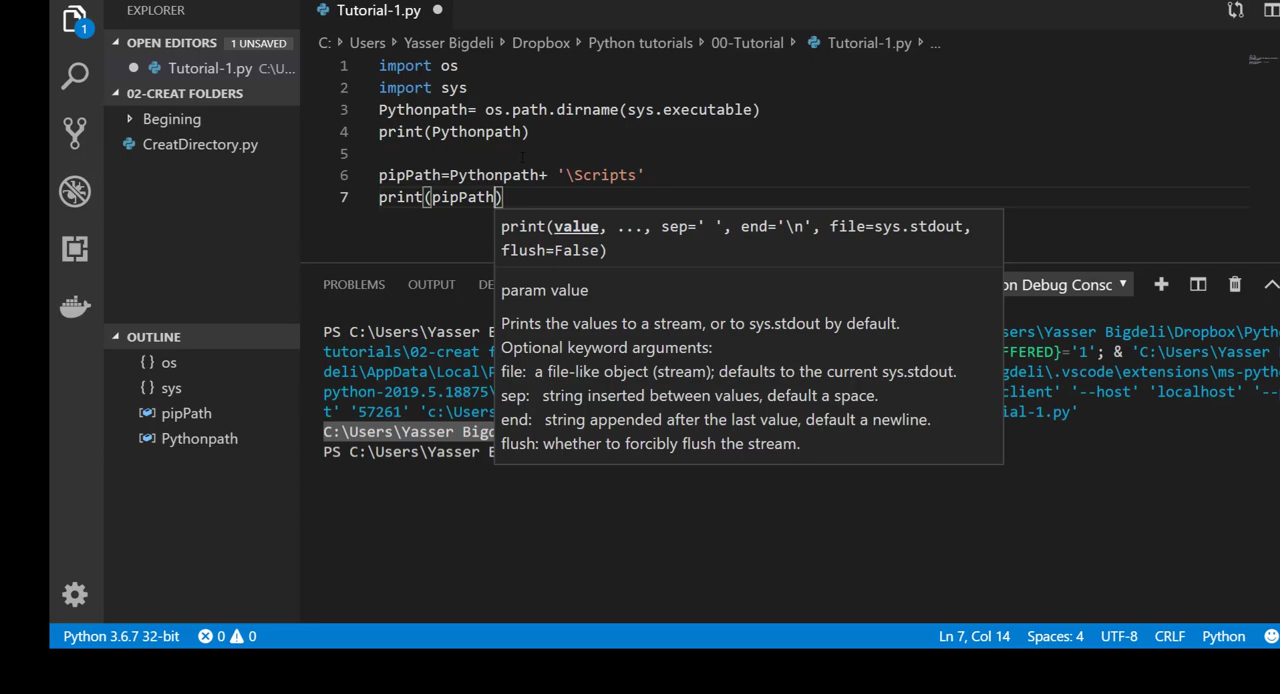 EXPLORER
OPEN EDITORS 1 UNSAVED
Tutorial-1.py C:\U...
02-CREAT FOLDERS
Begining
CreatDirectory.py
OUTLINE
os
sys
pipPath
Pythonpath
1
Tutorial-1.py
C: Users Yasser Bigdeli Dropbox Python tutorials 00-Tutorial Tutorial-1.py ...
1 import os
2 import sys
3 Pythonpath= os.path.dirname(sys.executable)
4 print(Pythonpath)
5
6 pipPath=Pythonpath+ '\Scripts'
7 print(pipPath)
print(value, ..., sep=' ', end='\n', file=sys.stdout,
flush=False)
param value
Prints the values to a stream, or to sys.stdout by default.
Optional keyword arguments:
file: a file-like object (stream); defaults to the current sys.stdout.
sep: string inserted between values, default a space.
end: string appended after the last value, default a newline.
flush: whether to forcibly flush the stream.
PROBLEMS OUTPUT DE on Debug Consc
PS C:\Users\Yasser B ers\Yasser Bigdeli\Dropbox\Pytho
tutorials\02-creat f FFERED}='1'; & 'C:\Users\Yasser
deli\AppData\Local\P gdeli\.vscode\extensions\ms-p
python-2019.5.18875\ client' '--host' 'localhost' '
t' '57261' 'c:\Users ial-1.py'
C:\Users\Yasser Bigd
PS C:\Users\Yasser B
Python 3.6.7 32-bit 0 0 Ln 7, Col 14 Spaces: 4 UTF-8 CRLF Python